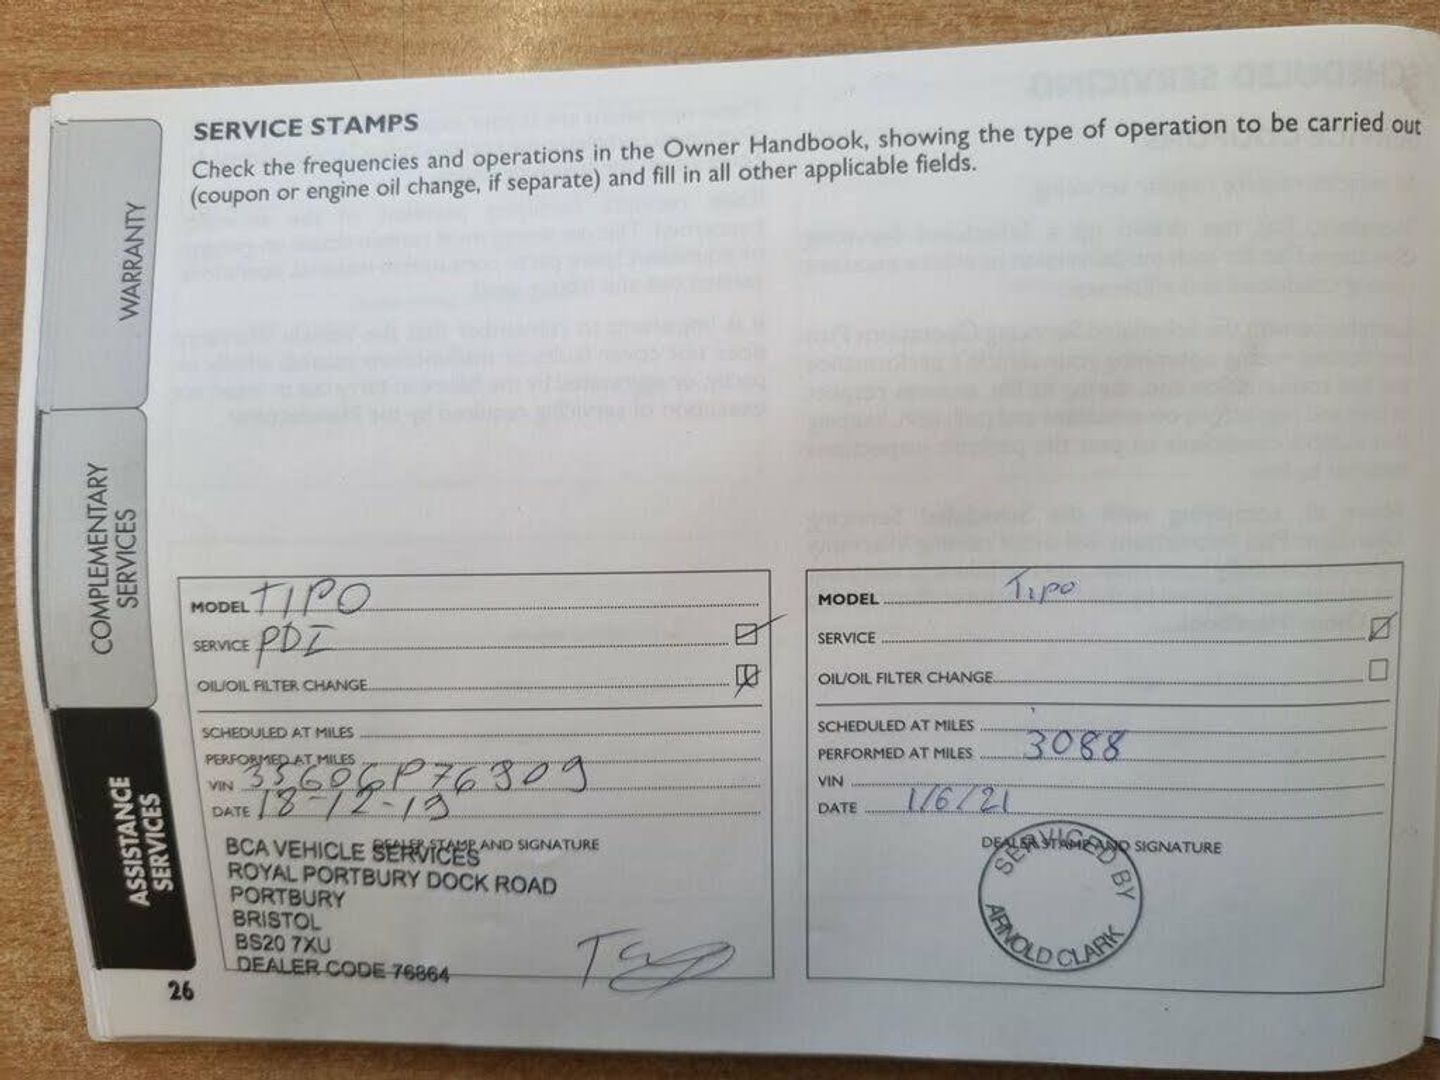 SERVICE STAMPS
Check the frequencies and operations in the Owner Handbook, showing the type of operation to be carried out
(coupon or engine oil change, if separate) and fill in all other applicable fields.
WARRANTY
COMPLEMENTARY
SERVICES
ASSISTANCE
SERVICES
MODEL TIPO
SERVICE PDI
OIL/OIL FILTER CHANGE
SCHEDULED AT MILES
PERFORMED AT MILES
VIN 35606P76909
DATE 18-12-19
DEALER STAMP AND SIGNATURE
BCA VEHICLE SERVICES
ROYAL PORTBURY DOCK ROAD
PORTBURY
BRISTOL
BS20 7XU
DEALER CODE 76864
MODEL Tipo
SERVICE
OIL/OIL FILTER CHANGE
SCHEDULED AT MILES
PERFORMED AT MILES 3088
VIN
DATE 1/6/21
DEALER STAMP AND SIGNATURE
SERVICED BY
ARNOLD CLARK
26